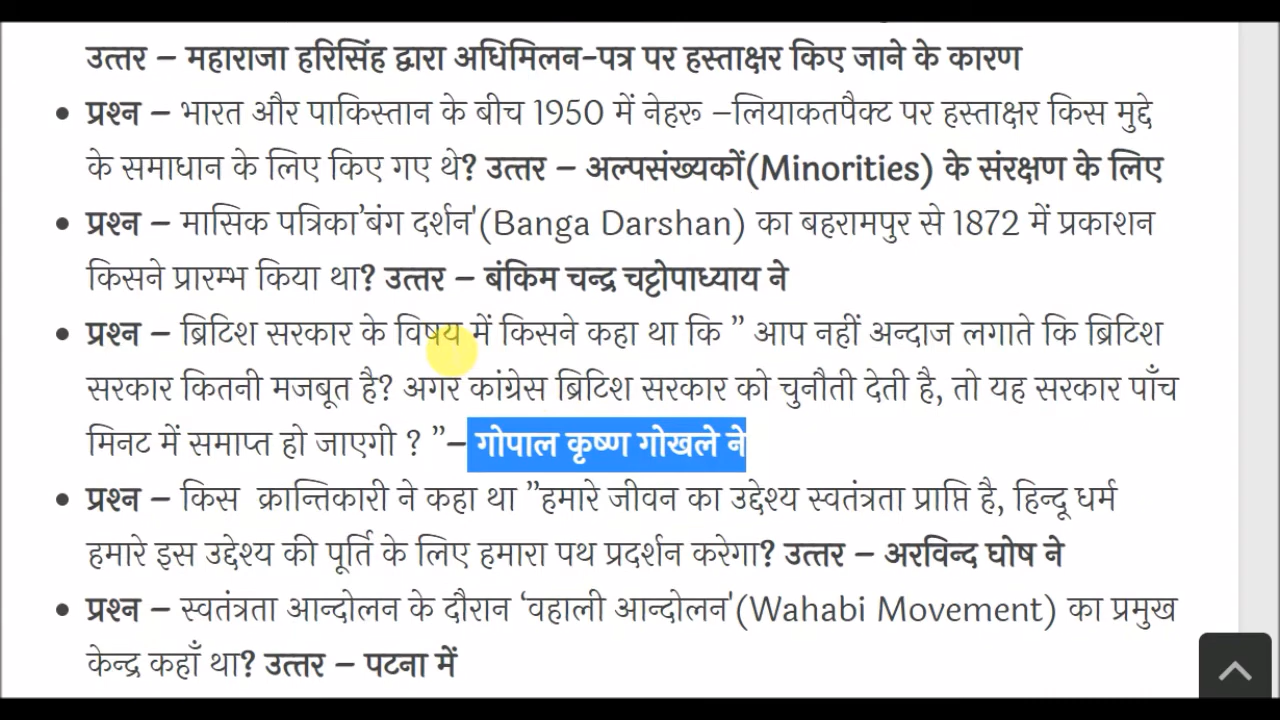 उत्तर – महाराजा हरिसिंह द्वारा अधिमिलन-पत्र पर हस्ताक्षर किए जाने के कारण
• प्रश्न – भारत और पाकिस्तान के बीच 1950 में नेहरू –लियाकतपैक्ट पर हस्ताक्षर किस मुद्दे
के समाधान के लिए किए गए थे? उत्तर – अल्पसंख्यकों(Minorities) के संरक्षण के लिए
• प्रश्न – मासिक पत्रिका’बंग दर्शन'(Banga Darshan) का बहरामपुर से 1872 में प्रकाशन
किसने प्रारम्भ किया था? उत्तर – बंकिम चन्द्र चट्टोपाध्याय ने
• प्रश्न – ब्रिटिश सरकार के विषय में किसने कहा था कि ” आप नहीं अन्दाज लगाते कि ब्रिटिश
सरकार कितनी मजबूत है? अगर कांग्रेस ब्रिटिश सरकार को चुनौती देती है, तो यह सरकार पाँच
मिनट में समाप्त हो जाएगी ? ”– गोपाल कृष्ण गोखले ने
• प्रश्न – किस क्रान्तिकारी ने कहा था ”हमारे जीवन का उद्देश्य स्वतंत्रता प्राप्ति है, हिन्दू धर्म
हमारे इस उद्देश्य की पूर्ति के लिए हमारा पथ प्रदर्शन करेगा? उत्तर – अरविन्द घोष ने
• प्रश्न – स्वतंत्रता आन्दोलन के दौरान ‘वहाली आन्दोलन'(Wahabi Movement) का प्रमुख
केन्द्र कहाँ था? उत्तर – पटना में